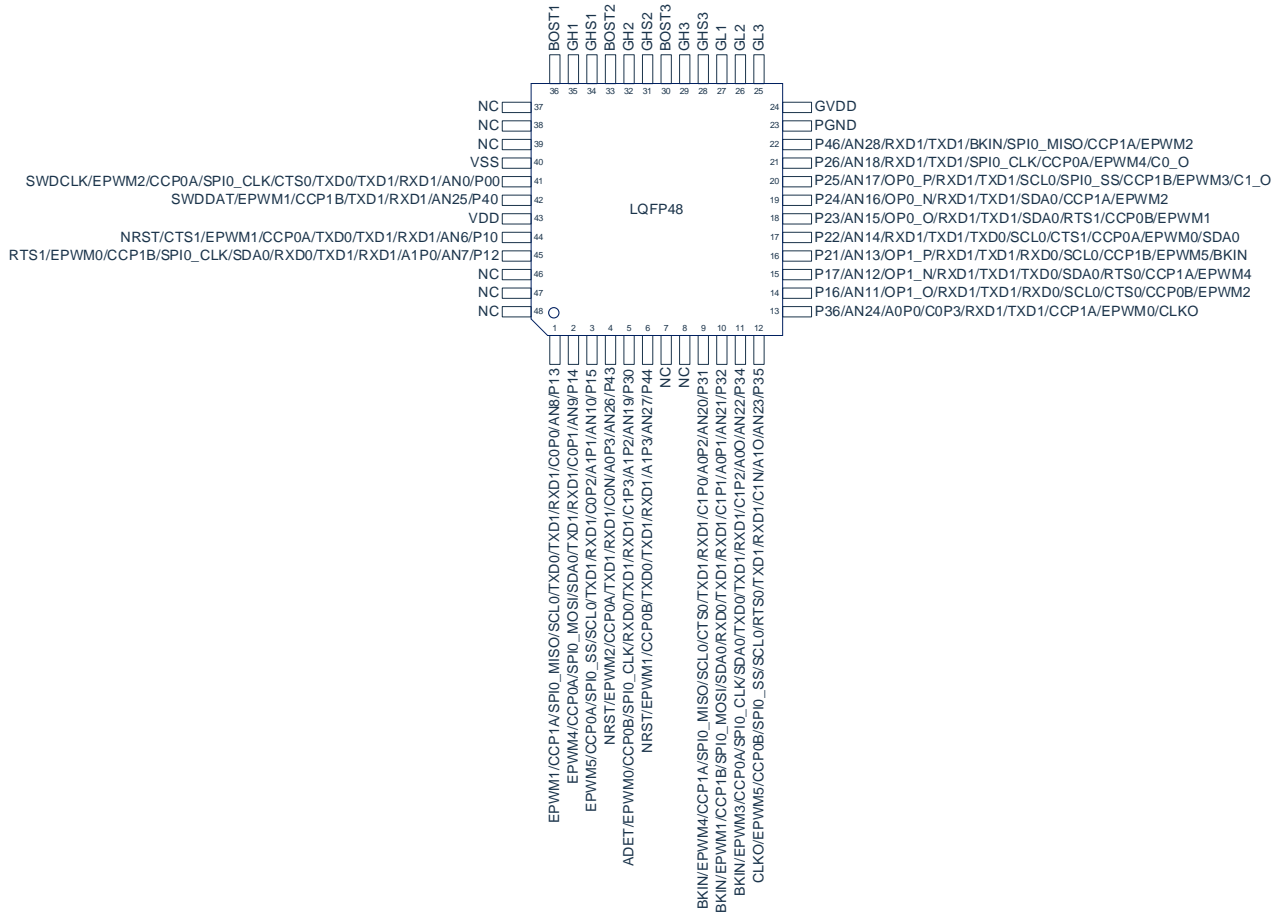 BOST1
GH1
GHS1
BOST2
GH2
GHS2
BOST3
GH3
GHS3
GL1
GL2
GL3
36 35 34 33 32 31 30 29 28 27 26 25
NC 37
NC 38
NC 39
VSS 40
SWDCLK/EPWM2/CCP0A/SPI0_CLK/CTS0/TXD0/TXD1/RXD1/AN0/P00 41
SWDDAT/EPWM1/CCP1B/TXD1/RXD1/AN25/P40 42
VDD 43
NRST/CTS1/EPWM1/CCP0A/TXD0/TXD1/RXD1/AN6/P10 44
RTS1/EPWM0/CCP1B/SPI0_CLK/SDA0/RXD0/TXD1/RXD1/A1P0/AN7/P12 45
NC 46
NC 47
NC 48
LQFP48
24 GVDD
23 PGND
22 P46/AN28/RXD1/TXD1/BKIN/SPI0_MISO/CCP1A/EPWM2
21 P26/AN18/RXD1/TXD1/SPI0_CLK/CCP0A/EPWM4/C0_O
20 P25/AN17/OP0_P/RXD1/TXD1/SCL0/SPI0_SS/CCP1B/EPWM3/C1_O
19 P24/AN16/OP0_N/RXD1/TXD1/SDA0/CCP1A/EPWM2
18 P23/AN15/OP0_O/RXD1/TXD1/SDA0/RTS1/CCP0B/EPWM1
17 P22/AN14/RXD1/TXD1/TXD0/SCL0/CTS1/CCP0A/EPWM0/SDA0
16 P21/AN13/OP1_P/RXD1/TXD1/RXD0/SCL0/CCP1B/EPWM5/BKIN
15 P17/AN12/OP1_N/RXD1/TXD1/TXD0/SDA0/RTS0/CCP1A/EPWM4
14 P16/AN11/OP1_O/RXD1/TXD1/RXD0/SCL0/CTS0/CCP0B/EPWM2
13 P36/AN24/A0P0/C0P3/RXD1/TXD1/CCP1A/EPWM0/CLKO
1 2 3 4 5 6 7 8 9 10 11 12
EPWM1/CCP1A/SPI0_MISO/SCL0/TXD0/TXD1/RXD1/C0P0/AN8/P13
EPWM4/CCP0A/SPI0_MOSI/SDA0/TXD1/RXD1/C0P1/AN9/P14
EPWM5/CCP0A/SPI0_SS/SCL0/TXD1/RXD1/C0P2/A1P1/AN10/P15
NRST/EPWM2/CCP0A/TXD1/RXD1/C0N/A0P3/AN26/P43
ADET/EPWM0/CCP0B/SPI0_CLK/RXD0/TXD1/RXD1/C1P3/A1P2/AN19/P30
NRST/EPWM1/CCP0B/TXD0/TXD1/RXD1/A1P3/AN27/P44
NC
NC
BKIN/EPWM4/CCP1A/SPI0_MISO/SCL0/CTS0/TXD1/RXD1/C1P0/A0P2/AN20/P31
BKIN/EPWM1/CCP1B/SPI0_MOSI/SDA0/RXD0/TXD1/RXD1/C1P1/A0P1/AN21/P32
BKIN/EPWM3/CCP0A/SPI0_CLK/SDA0/TXD0/TXD1/RXD1/C1P2/A0O/AN22/P34
CLKO/EPWM5/CCP0B/SPI0_SS/SCL0/RTS0/TXD1/RXD1/C1N/A1O/AN23/P35